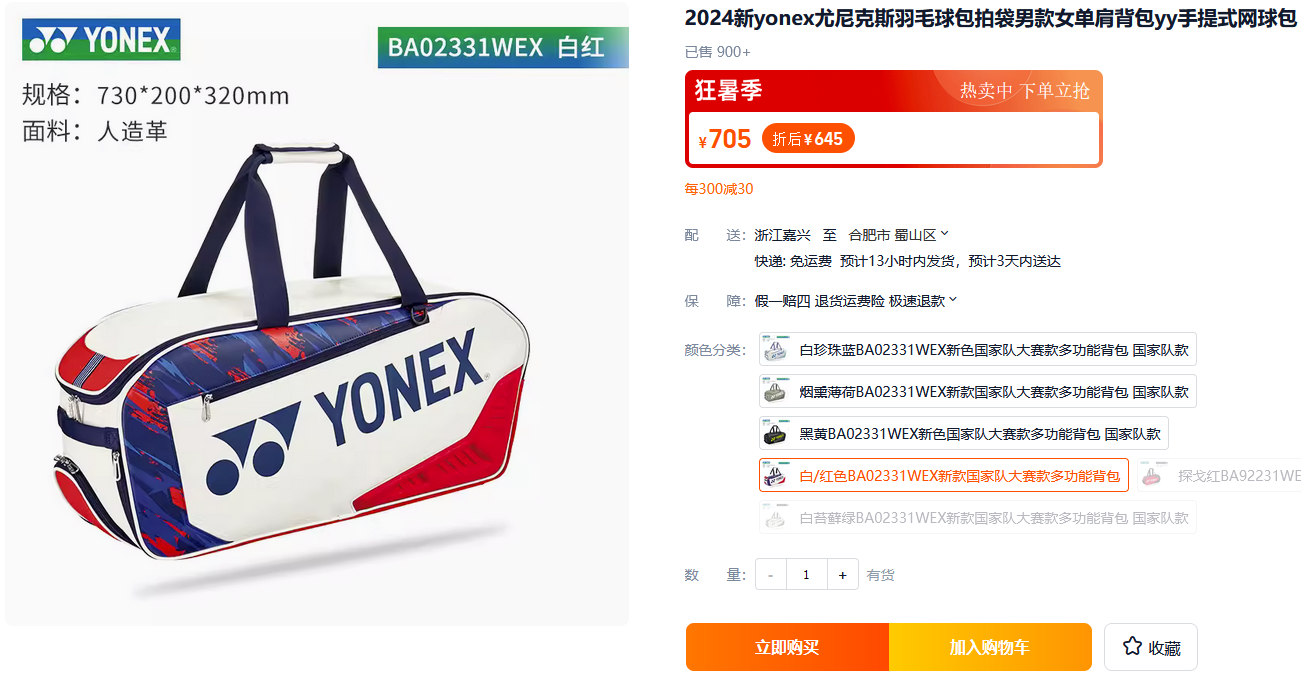 YONEX
BA02331WEX 白红
规格：730*200*320mm
面料：人造革
YONEX
2024新yonex尤尼克斯羽毛球包拍袋男款女单肩背包yy手提式网球包
已售 900+
狂暑季
热卖中 下单立抢
¥705 折后¥645
每300减30
配 送： 浙江嘉兴 至 合肥市 蜀山区
快递: 免运费 预计13小时内发货，预计3天内送达
保 障： 假一赔四 退货运费险 极速退款
颜色分类： 白珍珠蓝BA02331WEX新色国家队大赛款多功能背包 国家队款
烟熏薄荷BA02331WEX新款国家队大赛款多功能背包 国家队款
黑黄BA02331WEX新色国家队大赛款多功能背包 国家队款
白/红色BA02331WEX新款国家队大赛款多功能背包 探戈红BA92231WE
白苔藓绿BA02331WEX新款国家队大赛款多功能背包 国家队款
数 量： - 1 + 有货
立即购买 加入购物车 收藏